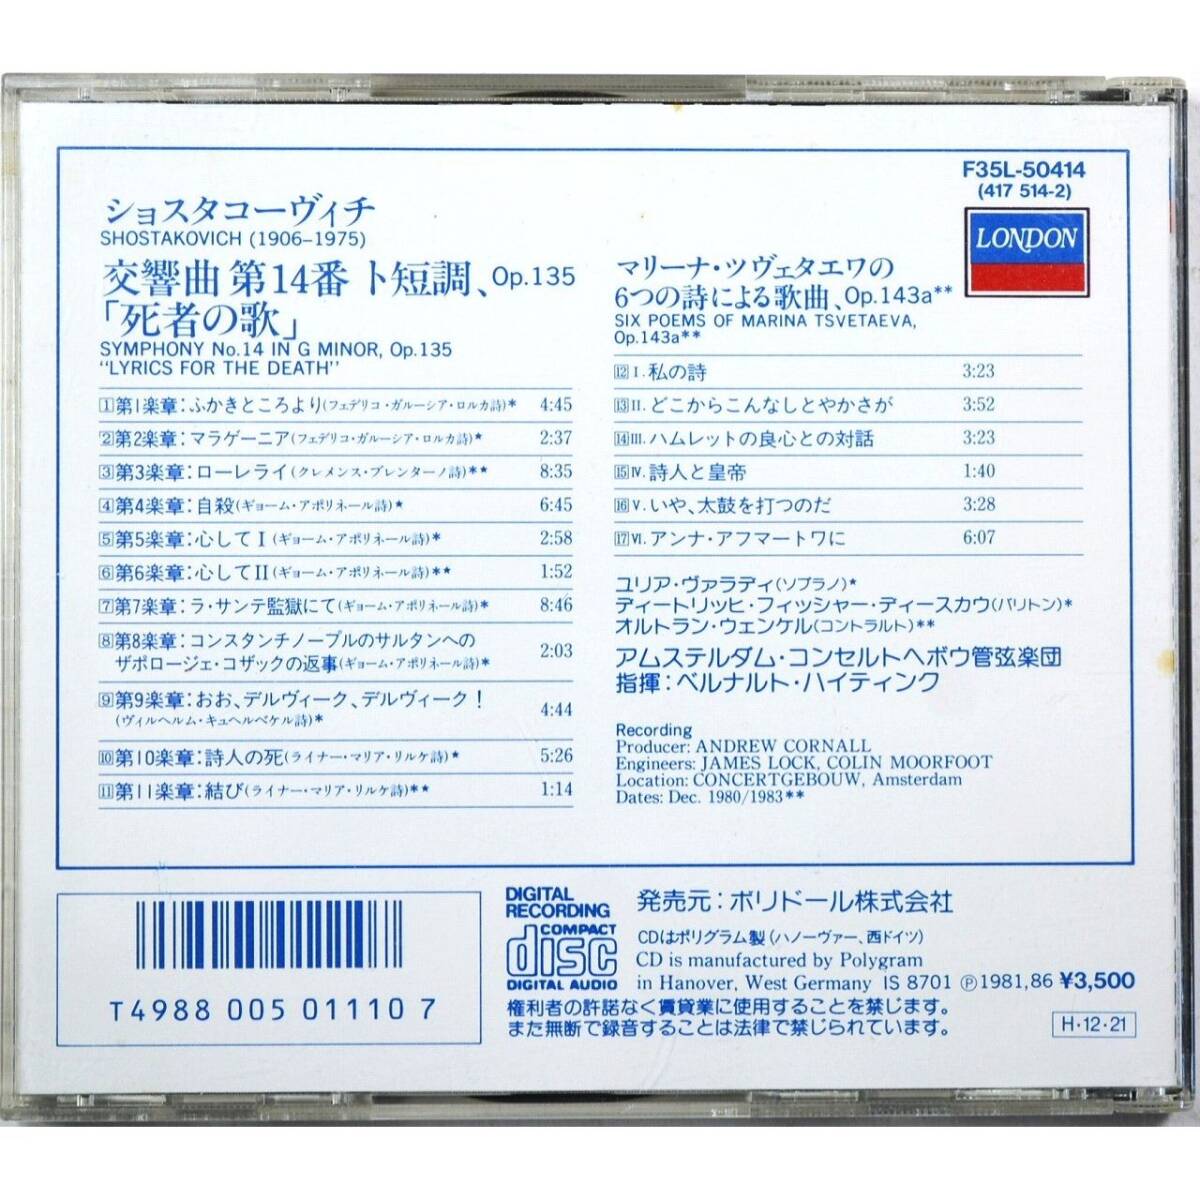 ショスタコーヴィチ
SHOSTAKOVICH (1906–1975)
交響曲 第14番 ト短調、Op.135
「死者の歌」
SYMPHONY No.14 IN G MINOR, Op.135
"LYRICS FOR THE DEATH"
1 第1楽章：ふかきところより(フェデリコ・ガルーシア・ロルカ詩)★ 4:45
2 第2楽章：マラゲーニア(フェデリコ・ガルーシア・ロルカ詩)★ 2:37
3 第3楽章：ローレライ(クレメンス・ブレンターノ詩)★★ 8:35
4 第4楽章：自殺(ギョーム・アポリネール詩)★ 6:45
5 第5楽章：心してI(ギョーム・アポリネール詩)★ 2:58
6 第6楽章：心してII(ギョーム・アポリネール詩)★★ 1:52
7 第7楽章：ラ・サンテ監獄にて(ギョーム・アポリネール詩)★ 8:46
8 第8楽章：コンスタンチノープルのサルタンへの
ザポロージェ・コザックの返事(ギョーム・アポリネール詩)★ 2:03
9 第9楽章：おお、デルヴィーク、デルヴィーク！
(ヴィルヘルム・キュヘルベケル詩)★ 4:44
10 第10楽章：詩人の死(ライナー・マリア・リルケ詩)★ 5:26
11 第11楽章：結び(ライナー・マリア・リルケ詩)★★ 1:14
F35L-50414
(417 514-2)
LONDON
マリーナ・ツヴェタエワの
6つの詩による歌曲、Op.143a★★
SIX POEMS OF MARINA TSVETAEVA,
Op.143a★★
12 I. 私の詩 3:23
13 II. どこからこんなしとやかさが 3:52
14 III. ハムレットの良心との対話 3:23
15 IV. 詩人と皇帝 1:40
16 V. いや、太鼓を打つのだ 3:28
17 VI. アンナ・アフマートワに 6:07
ユリア・ヴァラディ(ソプラノ)★
ディートリッヒ・フィッシャー・ディースカウ(バリトン)★
オルトラン・ウェンケル(コントラルト)★★
アムステルダム・コンセルトヘボウ管弦楽団
指揮：ベルナルト・ハイティンク
Recording
Producer: ANDREW CORNALL
Engineers: JAMES LOCK, COLIN MOORFOOT
Location: CONCERTGEBOUW, Amsterdam
Dates: Dec. 1980/1983★★
T4988 005 01110 7
DIGITAL
RECORDING
COMPACT
disc
DIGITAL AUDIO
発売元：ポリドール株式会社
CDはポリグラム製(ハノーヴァー、西ドイツ)
CD is manufactured by Polygram
in Hanover, West Germany IS 8701 ℗1981,86 ¥3,500
権利者の許諾なく賃貸業に使用することを禁じます。
また無断で録音することは法律で禁じられています。
H・12・21